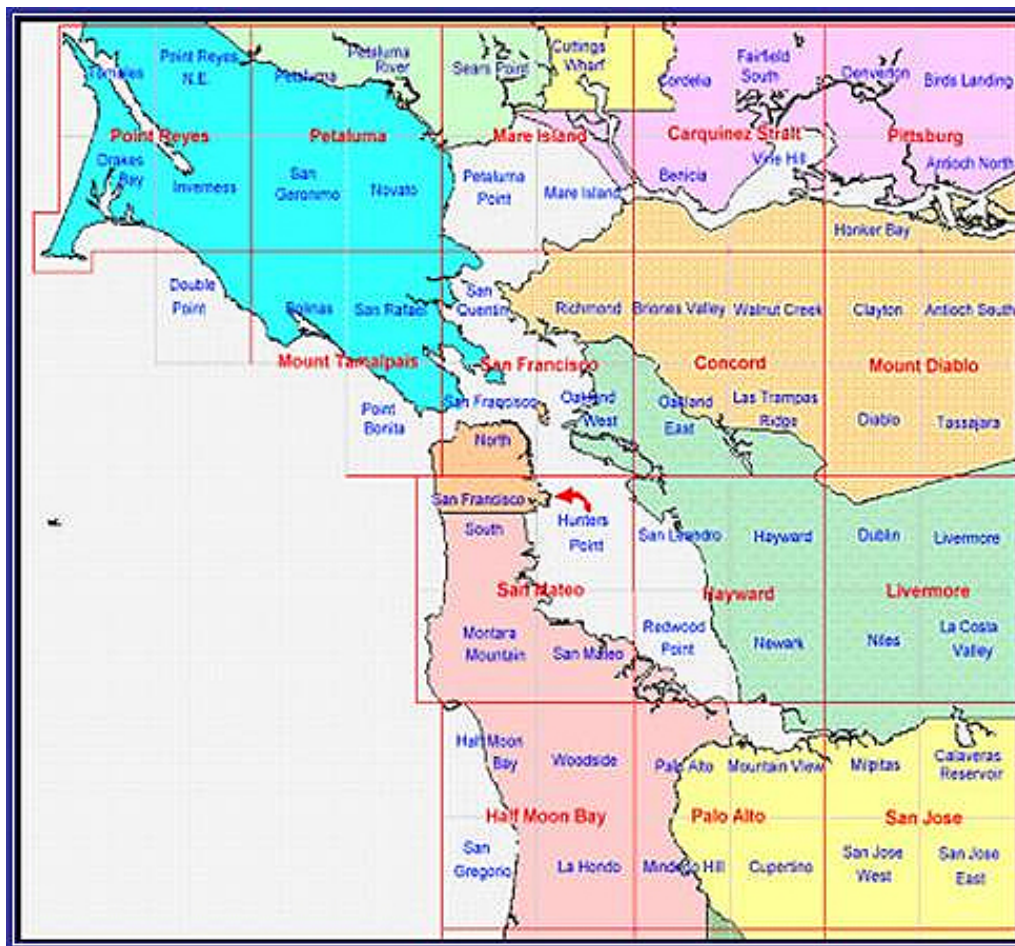 Tomales
Point Reyes
N.E.
Petaluma
Petaluma
River
Sears Point
Cuttings
Wharf
Cordelia
Fairfield
South
Denverton
Birds Landing
Point Reyes
Petaluma
Mare Island
Carquinez Strait
Pittsburg
Drakes
Bay
Inverness
San
Geronimo
Novato
Petaluma
Point
Mare Island
Benicia
Vine Hill
Antioch North
Honker Bay
Double
Point
Bolinas
San Rafael
San
Quentin
Richmond
Briones Valley
Walnut Creek
Clayton
Antioch South
Mount Tamalpais
San Francisco
Concord
Mount Diablo
Point
Bonita
San Francisco
North
Oakland
West
Oakland
East
Las Trampas
Ridge
Diablo
Tassajara
San Francisco
South
Hunters
Point
San Leandro
Hayward
Dublin
Livermore
San Mateo
Hayward
Livermore
Montara
Mountain
San Mateo
Redwood
Point
Newark
Niles
La Costa
Valley
Half Moon
Bay
Woodside
Palo Alto
Mountain View
Milpitas
Calaveras
Reservoir
Half Moon Bay
Palo Alto
San Jose
San
Gregorio
La Hondo
Mindego Hill
Cupertino
San Jose
West
San Jose
East